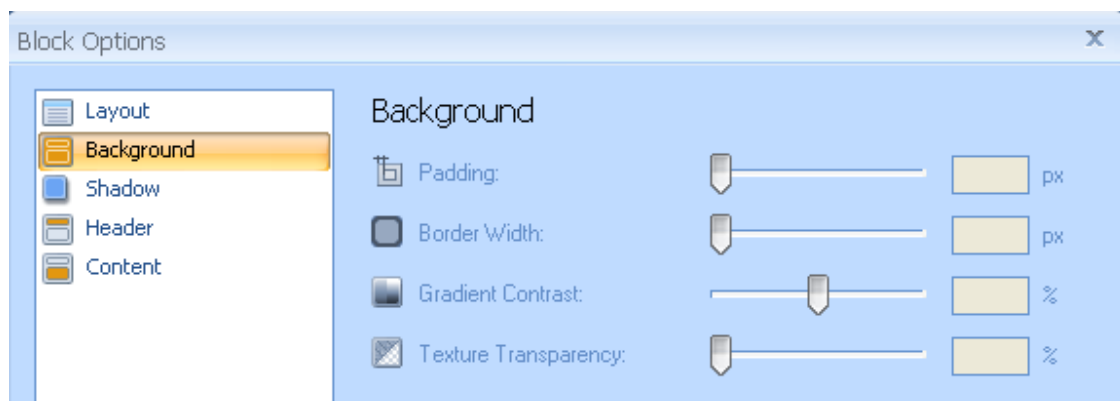 Block Options
Layout
Background
Shadow
Header
Content
Background
Padding:
px
Border Width:
px
Gradient Contrast:
%
Texture Transparency:
%